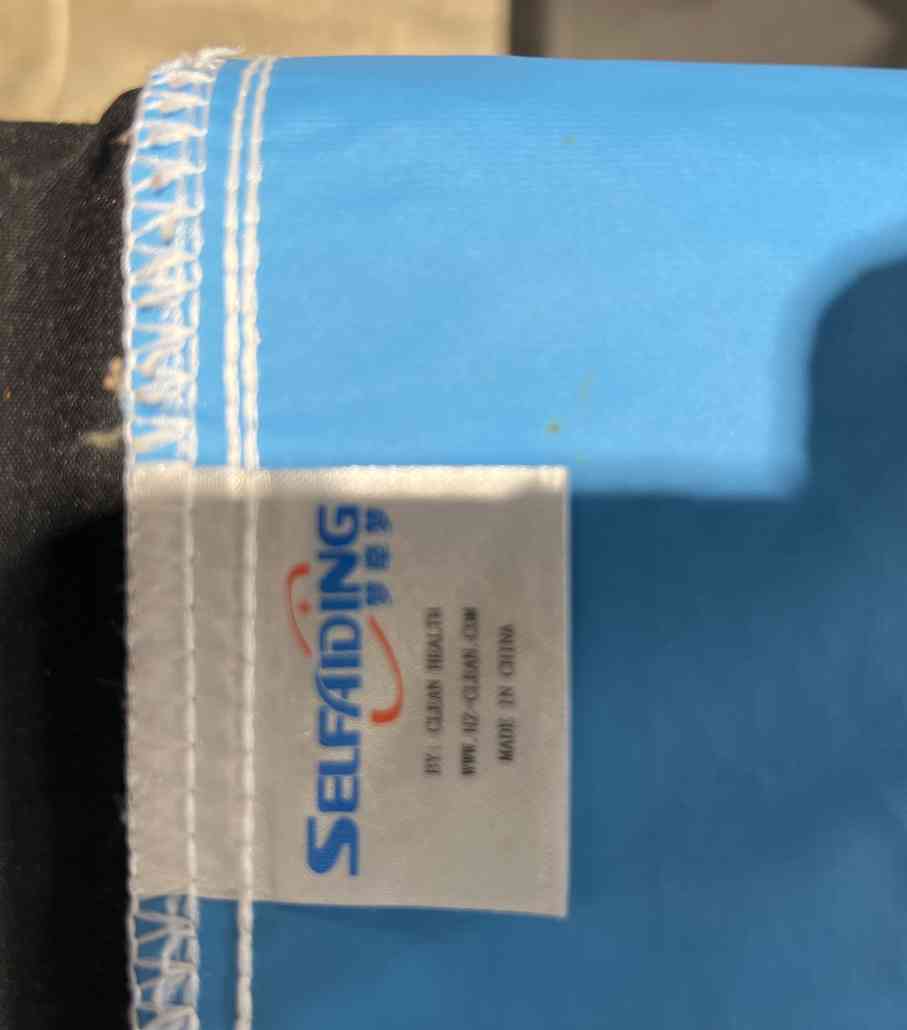 SELFAIDING
BY: CLEAN HEALTH
WWW.HZ-CLEAN.COM
MADE IN CHINA